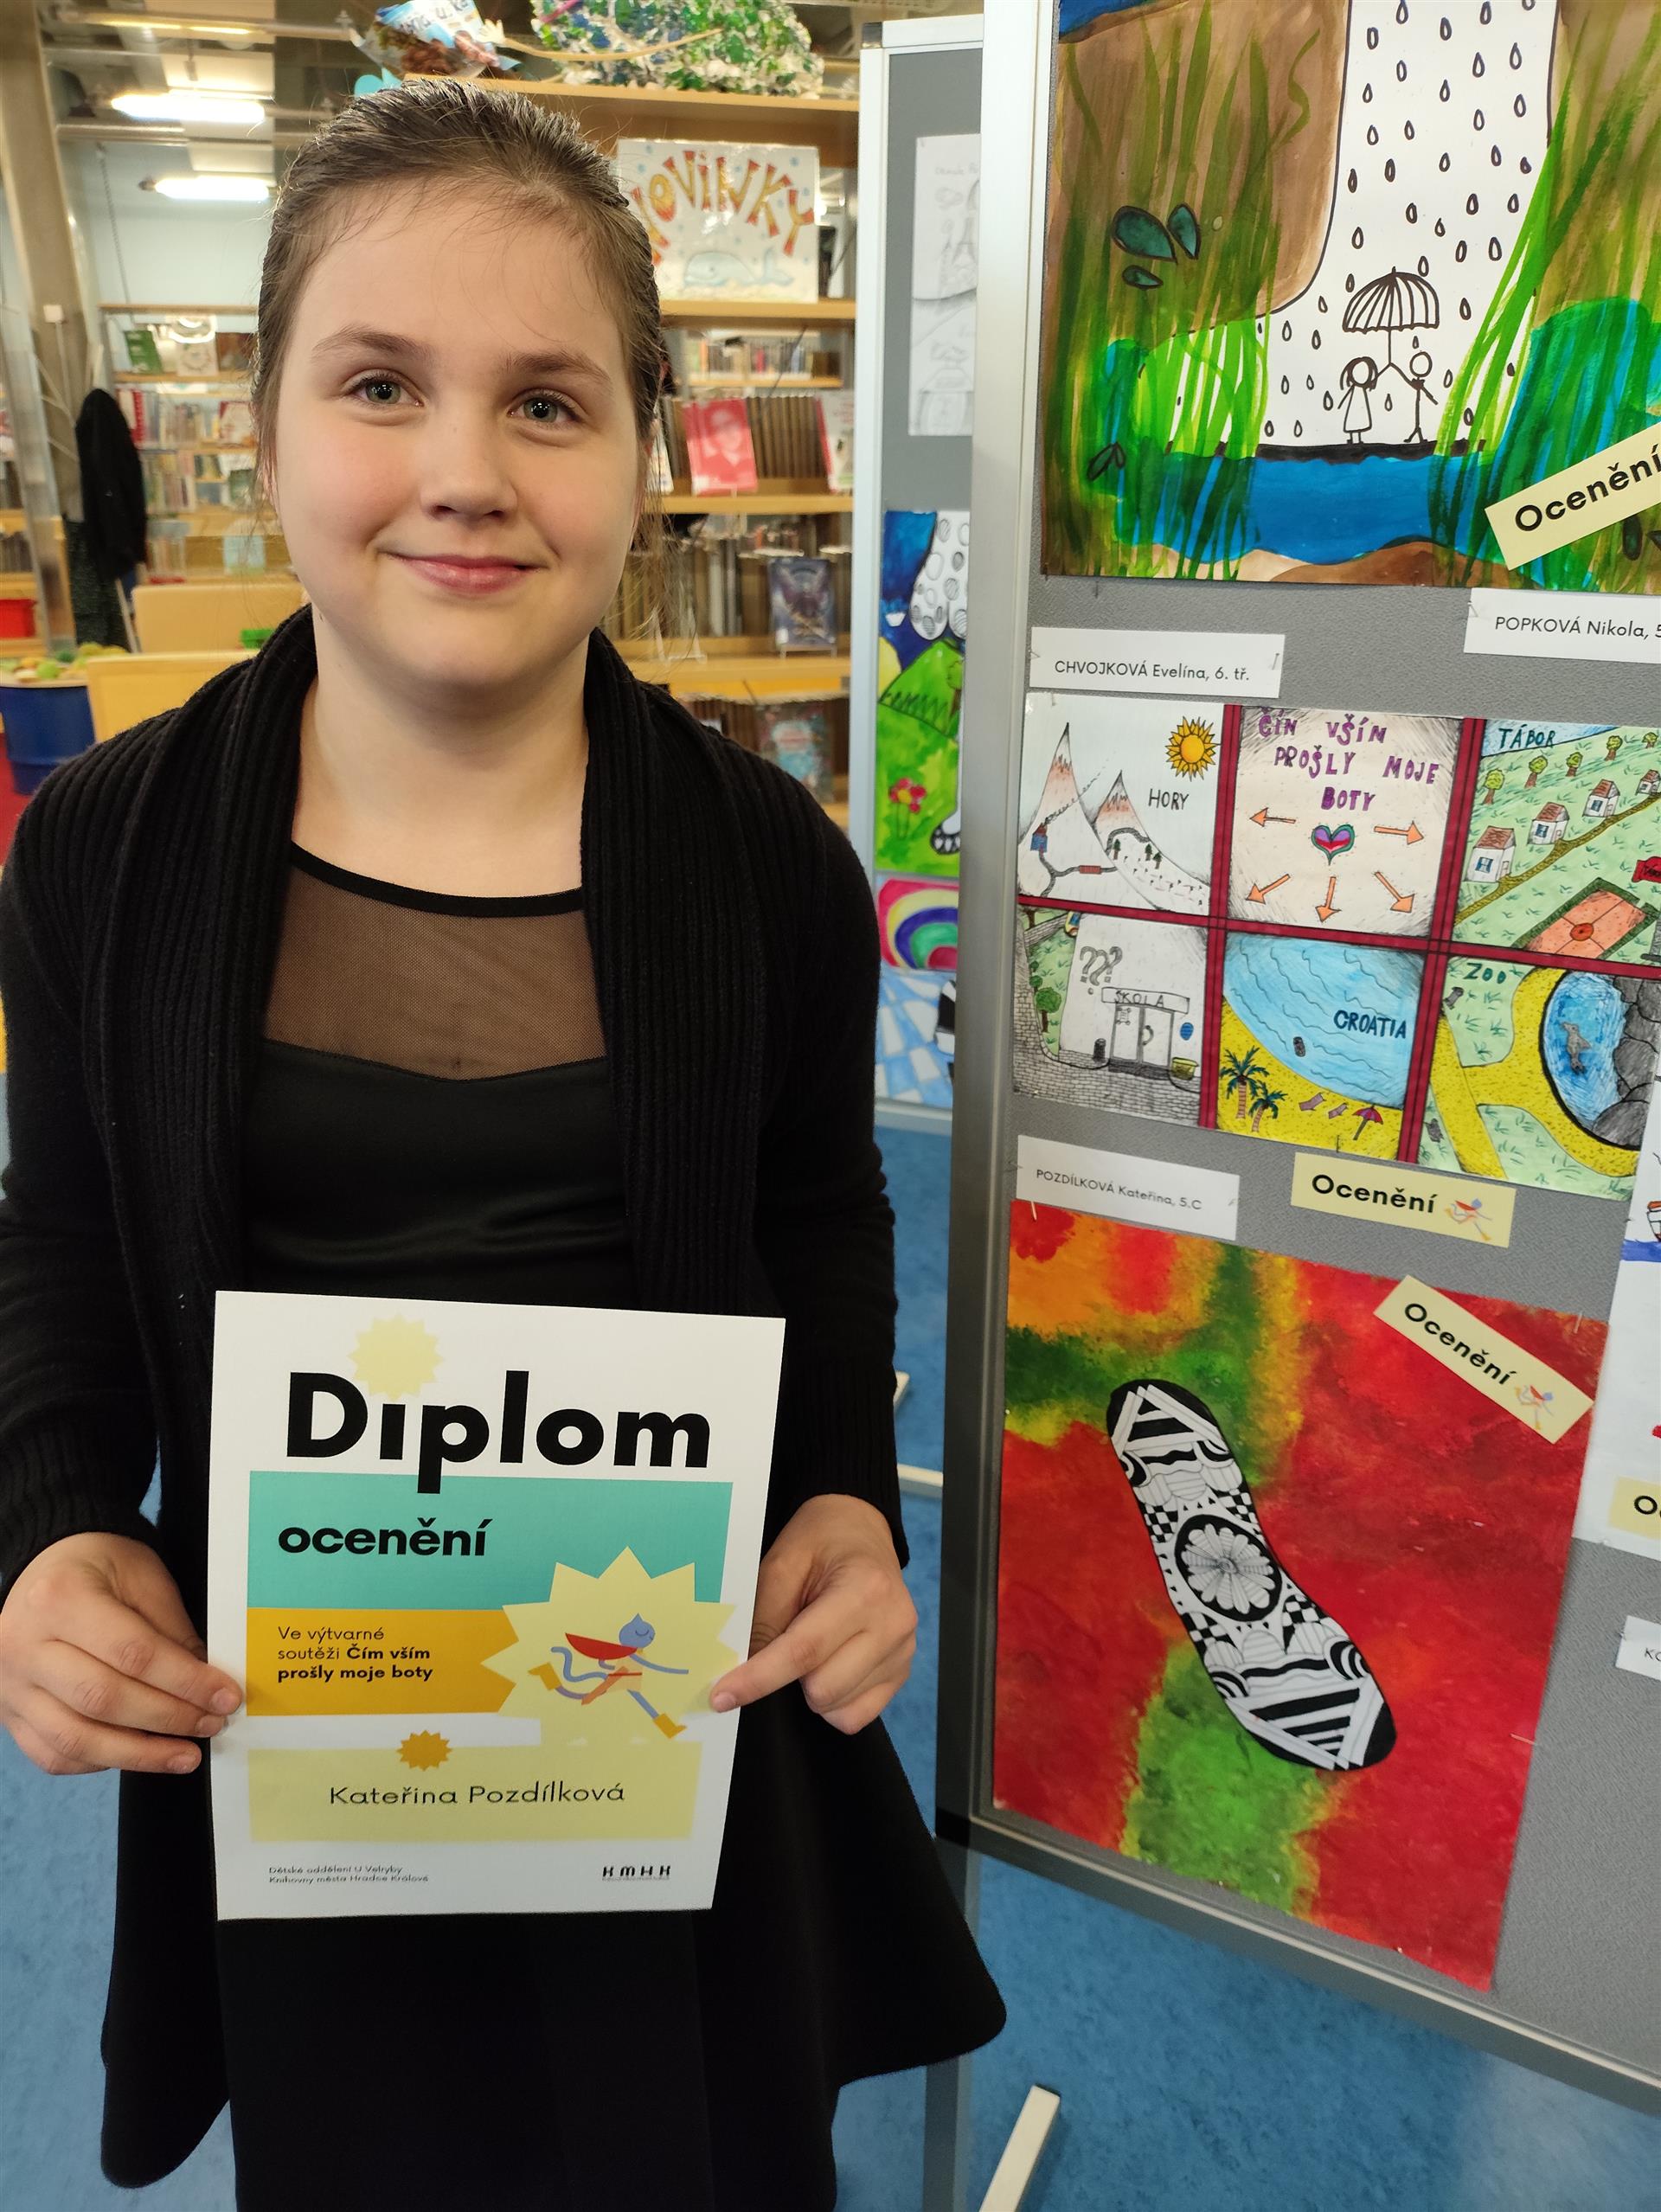 NOVINKY
Ocenění
POPKOVÁ Nikola, 5
CHVOJKOVÁ Evelína, 6. tř.
HORY
ČÍM VŠÍM
PROŠLY MOJE
BOTY
TÁBOR
???
ŠKOLA
CROATIA
ZOO
POZDÍLKOVÁ Kateřina, 5.C
Ocenění
Ocenění
Diplom
ocenění
Ve výtvarné
soutěži Čím vším
prošly moje boty
Kateřina Pozdílková
Dětské oddělení U Velryby
Knihovny města Hradce Králové
KMHK